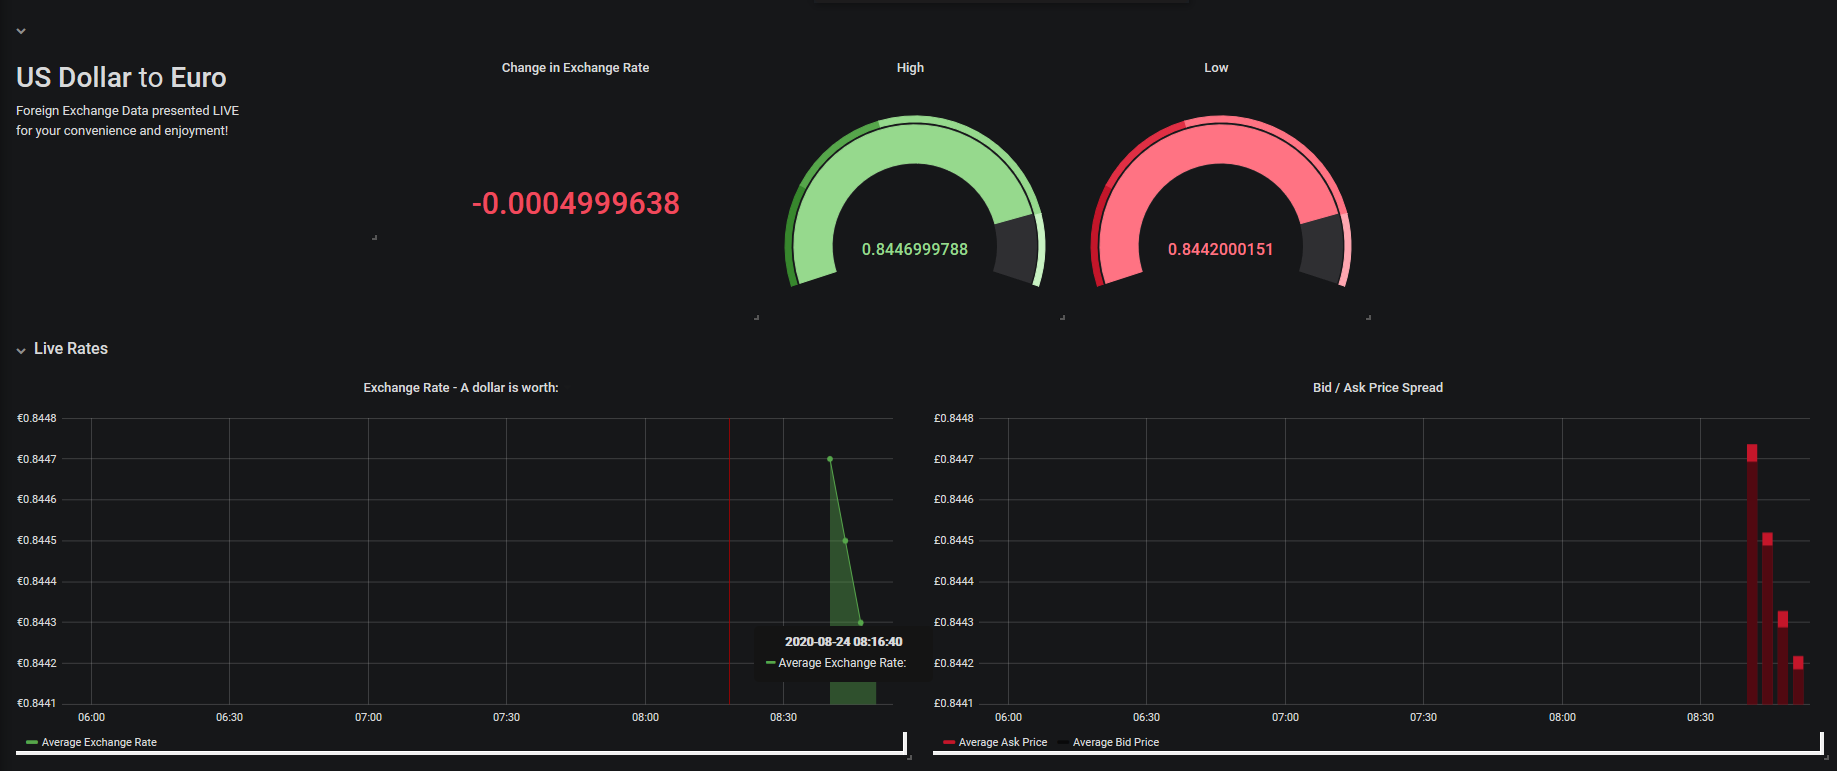 US Dollar to Euro
Foreign Exchange Data presented LIVE
for your convenience and enjoyment!
Change in Exchange Rate
-0.0004999638
High
0.8446999788
Low
0.8442000151
Live Rates
Exchange Rate - A dollar is worth:
€0.8448
€0.8447
€0.8446
€0.8445
€0.8444
€0.8443
€0.8442
€0.8441
06:00
06:30
07:00
07:30
08:00
08:30
2020-08-24 08:16:40
Average Exchange Rate:
Average Exchange Rate
Bid / Ask Price Spread
£0.8448
£0.8447
£0.8446
£0.8445
£0.8444
£0.8443
£0.8442
£0.8441
06:00
06:30
07:00
07:30
08:00
08:30
Average Ask Price
Average Bid Price